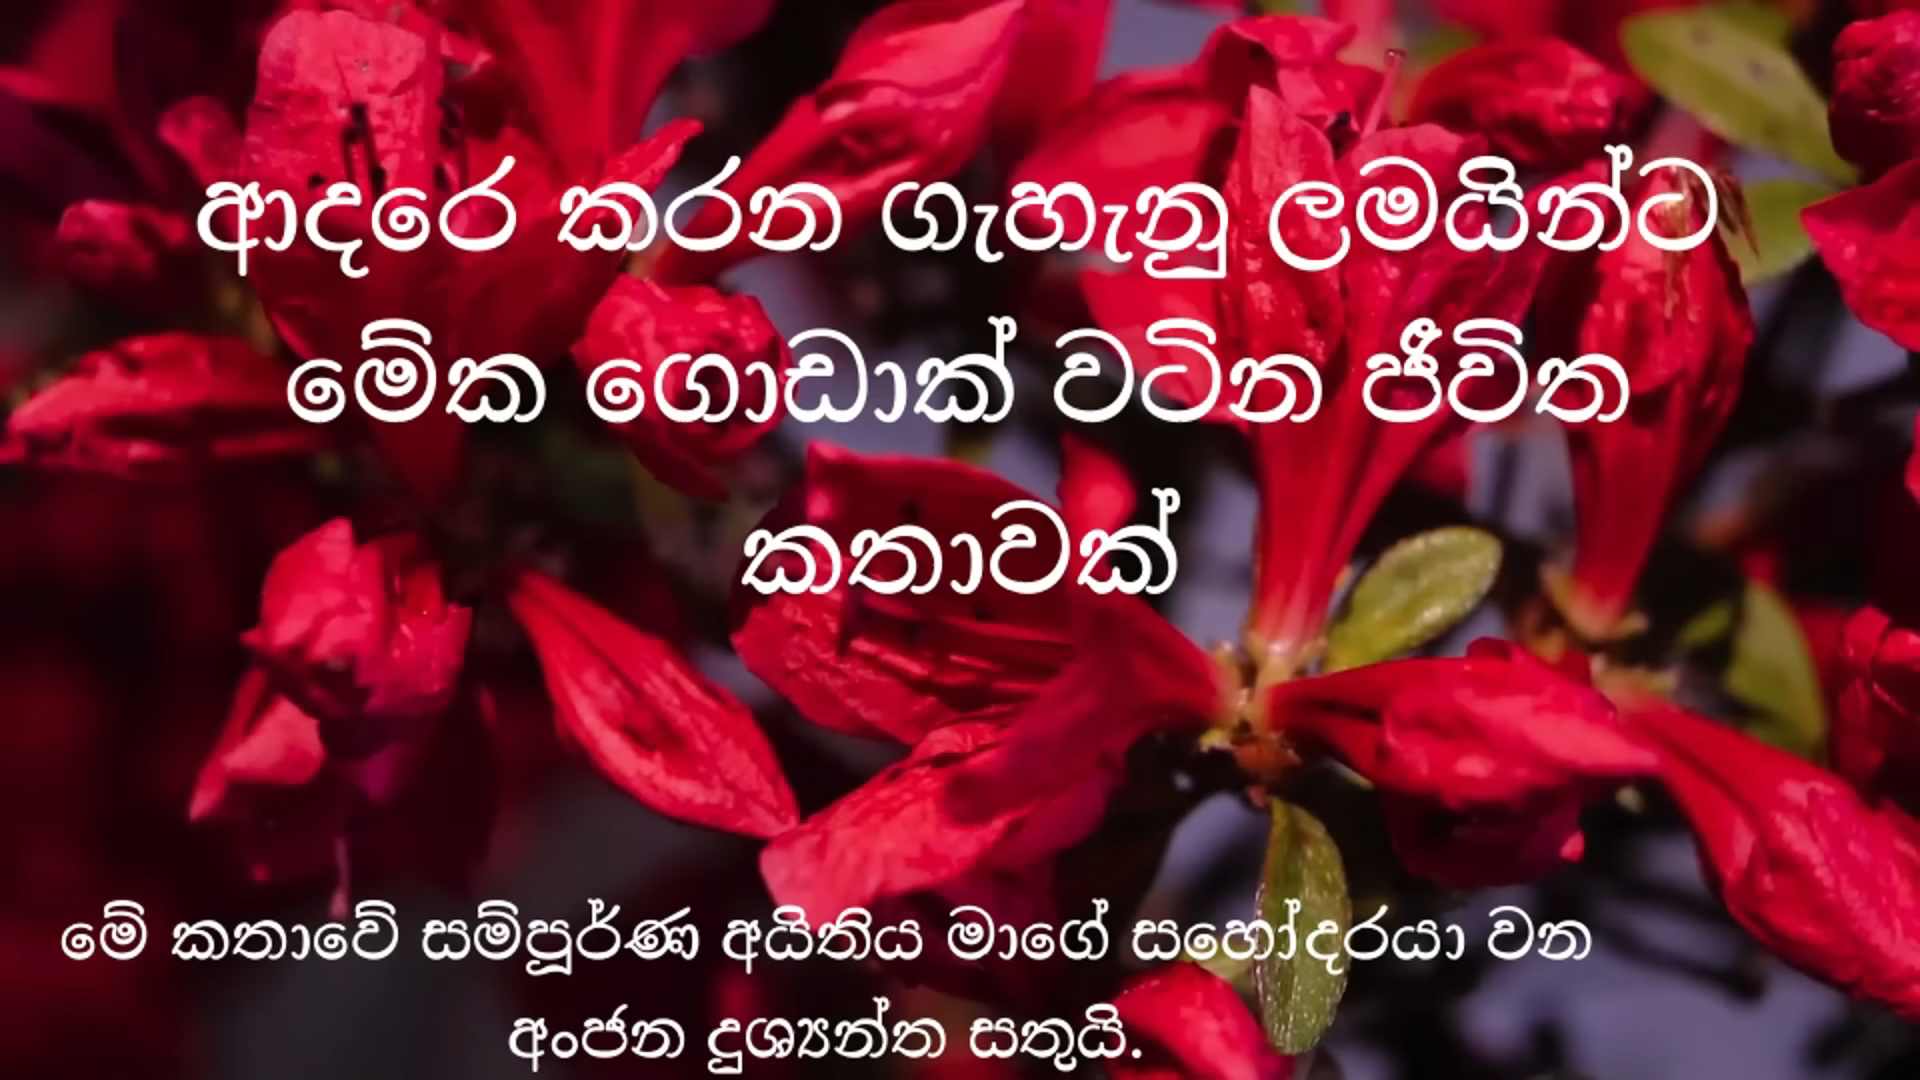 ආදරෙ කරන ගැහැනු ලමයින්ට
මේක ගොඩාක් වටින ජීවිත
කතාවක්
මේ කතාවේ සම්පූර්ණ අයිතිය මාගේ සහෝදරයා වන
අංජන දුශ්‍යන්ත සතුයි.